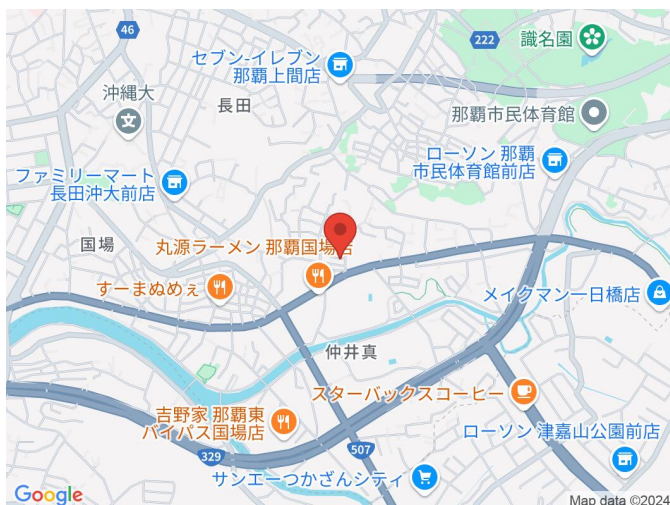 46
222
識名園
セブン-イレブン
那覇上間店
長田
沖縄大
那覇市民体育館
ファミリーマート
長田沖大前店
ローソン 那覇
市民体育館前店
国場
丸源ラーメン 那覇国場店
すーまぬめぇ
メイクマン一日橋店
仲井真
スターバックスコーヒー
吉野家 那覇東
バイパス国場店
ローソン 津嘉山公園前店
507
329
サンエーつかざんシティ
Google
Map data ©2024